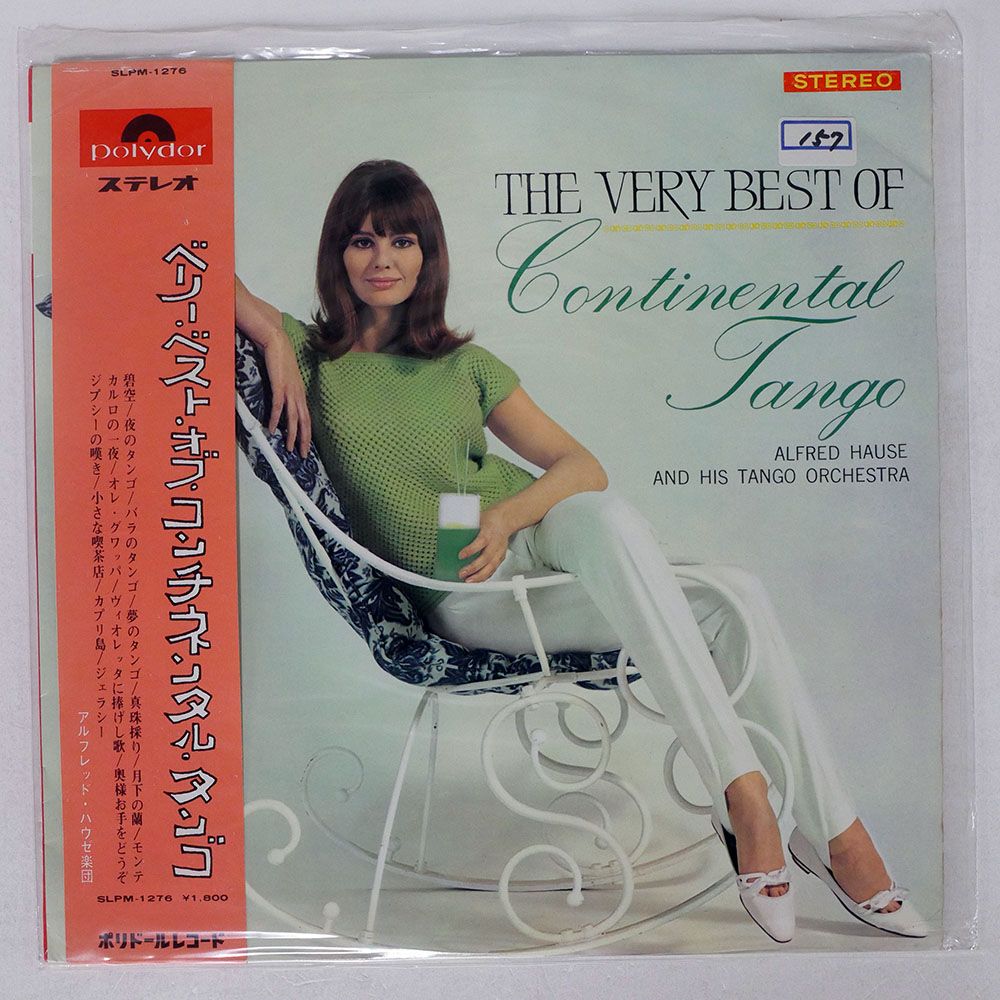 SLPM-1276
polydor
ステレオ
ベリー・ベスト・オブ・コンチネンタル・タンゴ
碧空/夜のタンゴ/バラのタンゴ/夢のタンゴ/真珠採り/月下の蘭/モンテ
カルロの一夜/オレ・グワッパ/ヴィオレッタに捧げし歌/奥様お手をどうぞ
ジプシーの嘆き/小さな喫茶店/カプリ島/ジェラシー
アルフレッド・ハウゼ楽団
SLPM-1276 ¥1,800
ポリドールレコード
STEREO
157
THE VERY BEST OF
Continental
Tango
ALFRED HAUSE
AND HIS TANGO ORCHESTRA